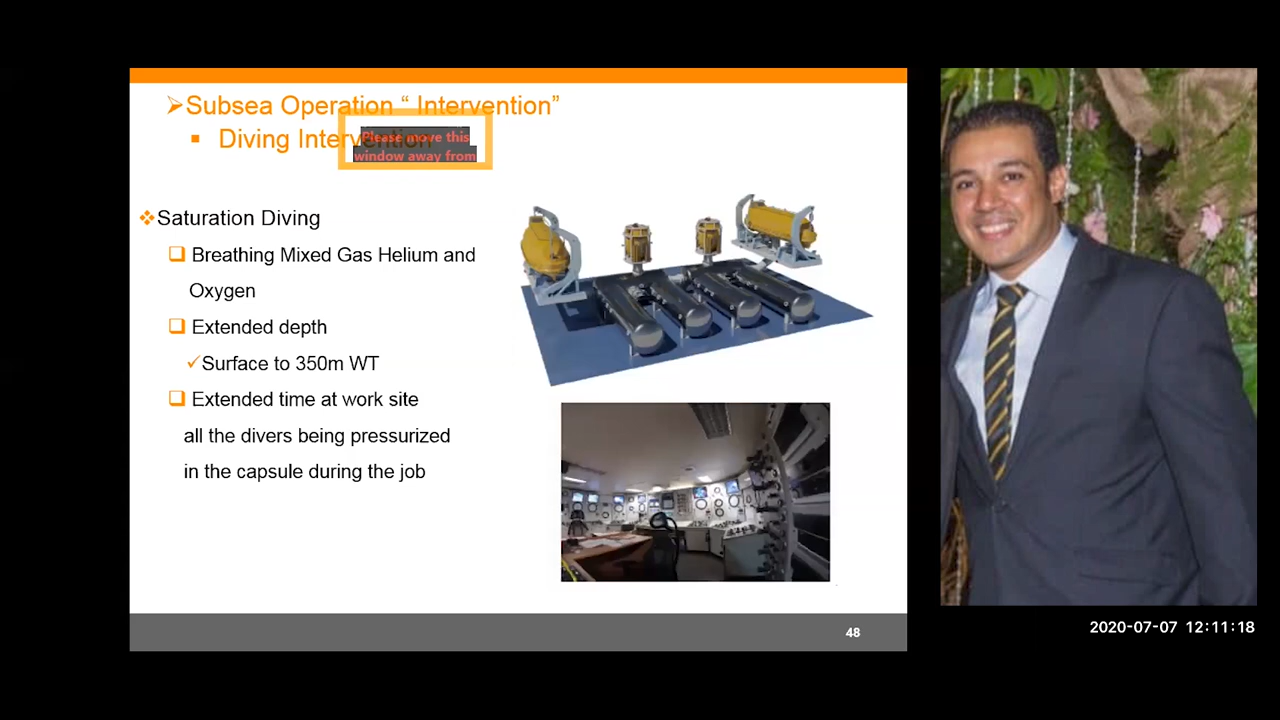 ➢Subsea Operation “ Intervention”
▪ Diving Intervention
Please move this
window away from
❖Saturation Diving
❑ Breathing Mixed Gas Helium and
Oxygen
❑ Extended depth
✓Surface to 350m WT
❑ Extended time at work site
all the divers being pressurized
in the capsule during the job
48
2020-07-07 12:11:18